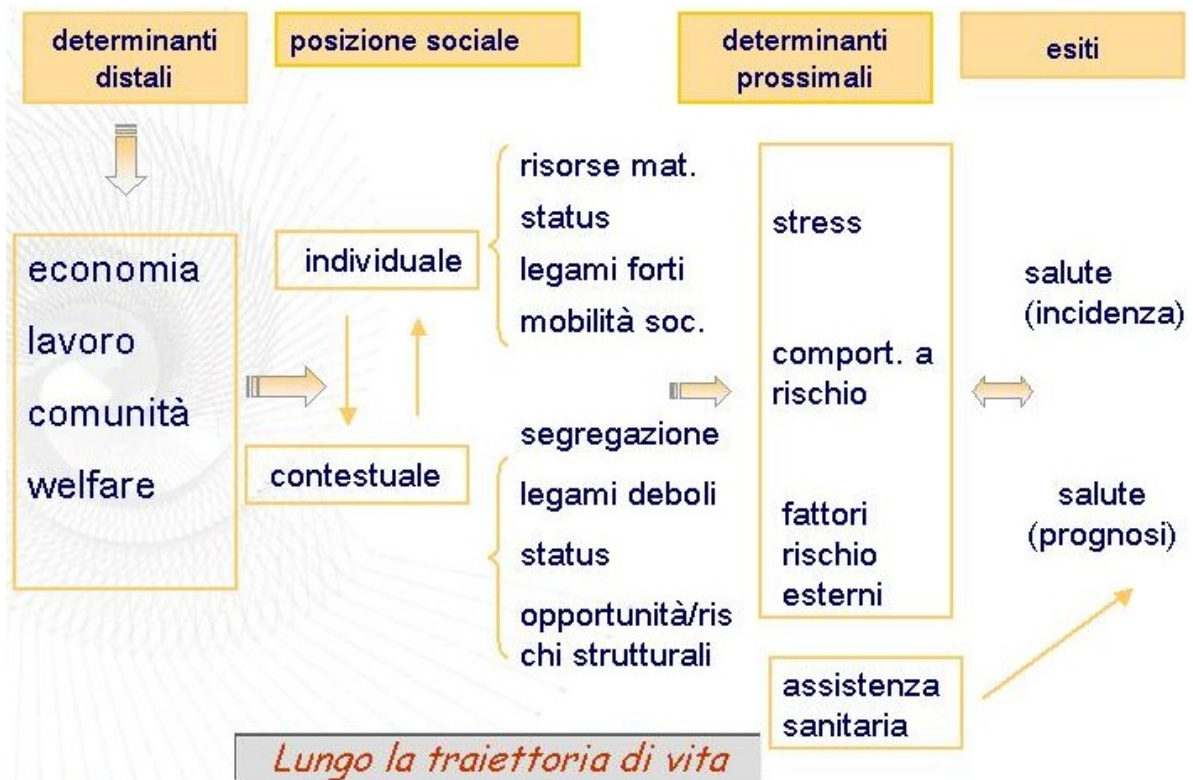 determinanti
distali
posizione sociale
determinanti
prossimali
esiti
economia
lavoro
comunità
welfare
individuale
contestuale
risorse mat.
status
legami forti
mobilità soc.
segregazione
legami deboli
status
opportunità/ris
chi strutturali
stress
comport. a
rischio
fattori
rischio
esterni
assistenza
sanitaria
salute
(incidenza)
salute
(prognosi)
Lungo la traiettoria di vita